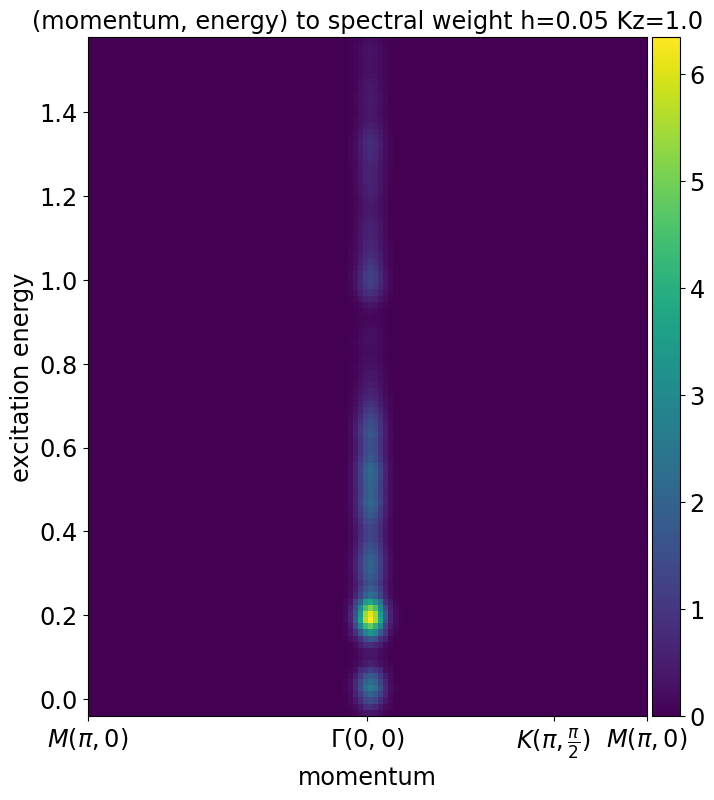 (momentum, energy) to spectral weight h=0.05 Kz=1.0
excitation energy
1.4
1.2
1.0
0.8
0.6
0.4
0.2
0.0
6
5
4
3
2
1
0
M(π, 0)
Γ(0, 0)
K(π, π/2)
M(π, 0)
momentum